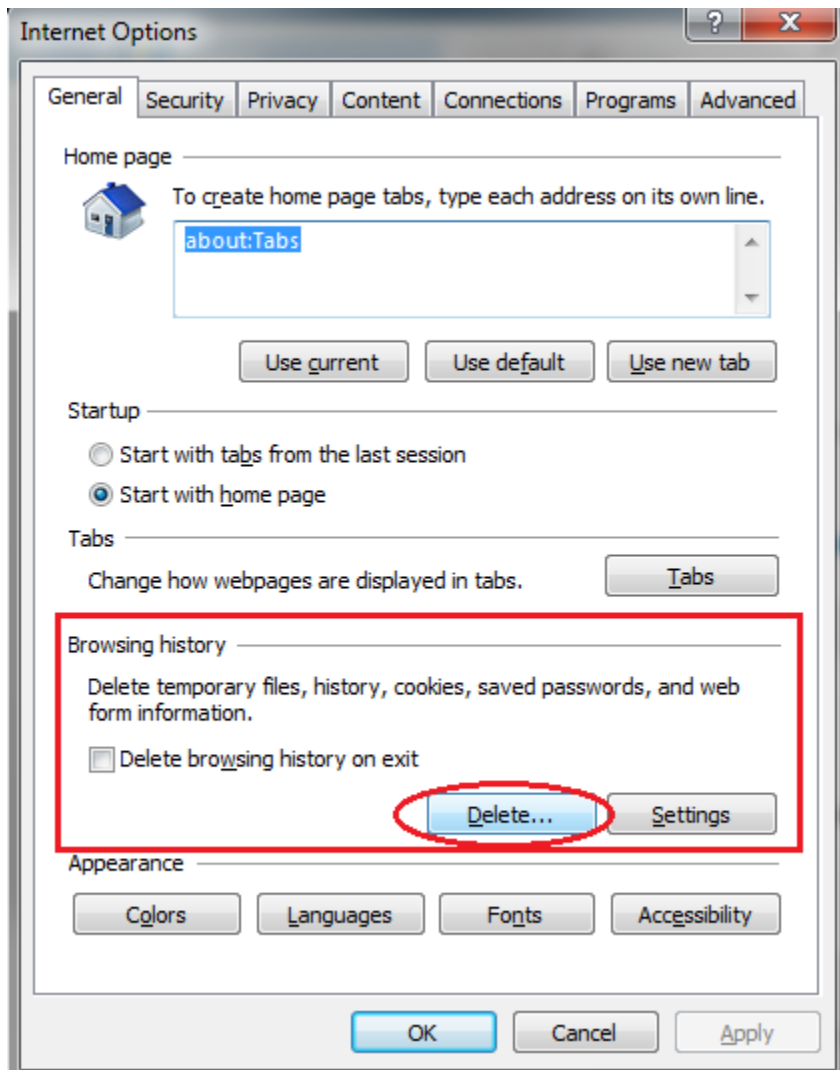 Internet Options
?
X
General Security Privacy Content Connections Programs Advanced
Home page
To create home page tabs, type each address on its own line.
about:Tabs
Use current Use default Use new tab
Startup
Start with tabs from the last session
Start with home page
Tabs
Change how webpages are displayed in tabs. Tabs
Browsing history
Delete temporary files, history, cookies, saved passwords, and web
form information.
Delete browsing history on exit
Delete... Settings
Appearance
Colors Languages Fonts Accessibility
OK Cancel Apply